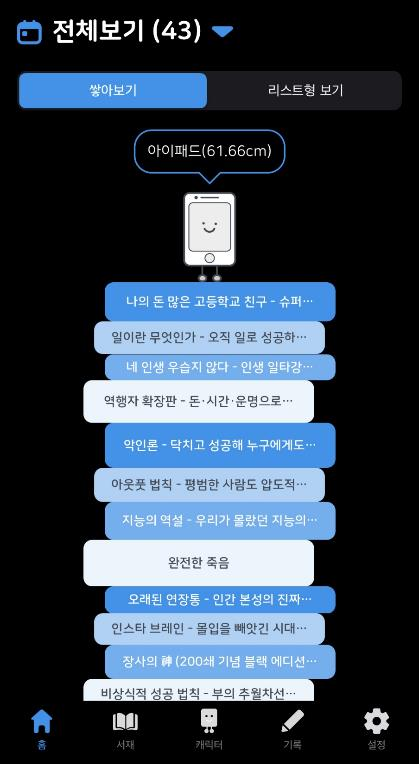 전체보기 (43)
쌓아보기
리스트형 보기
아이패드(61.66cm)
나의 돈 많은 고등학교 친구 - 슈퍼…
일이란 무엇인가 - 오직 일로 성공하…
네 인생 우습지 않다 - 인생 일타강…
역행자 확장판 - 돈·시간·운명으로…
악인론 - 닥치고 성공해 누구에게도…
아웃풋 법칙 - 평범한 사람도 압도적…
지능의 역설 - 우리가 몰랐던 지능의…
완전한 죽음
오래된 연장통 - 인간 본성의 진짜…
인스타 브레인 - 몰입을 빼앗긴 시대…
장사의 神 (200쇄 기념 블랙 에디션…
비상식적 성공 법칙 - 부의 추월차선…
홈
서재
캐릭터
기록
설정